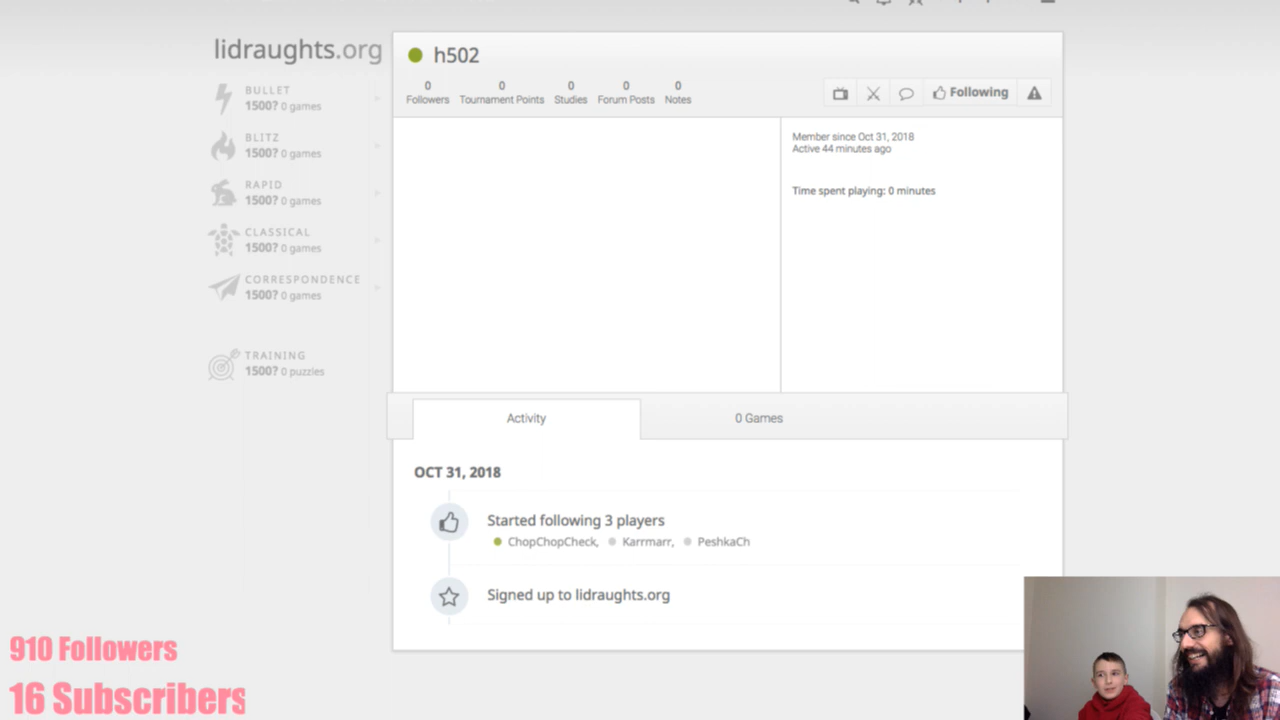 lidraughts.org
BULLET
1500? 0 games
BLITZ
1500? 0 games
RAPID
1500? 0 games
CLASSICAL
1500? 0 games
CORRESPONDENCE
1500? 0 games
TRAINING
1500? 0 puzzles
h502
0 0 0 0 0
Followers Tournament Points Studies Forum Posts Notes
Following
Member since Oct 31, 2018
Active 44 minutes ago
Time spent playing: 0 minutes
Activity 0 Games
OCT 31, 2018
Started following 3 players
ChopChopCheck, Karrmarr, PeshkaCh
Signed up to lidraughts.org
910 Followers
16 Subscribers